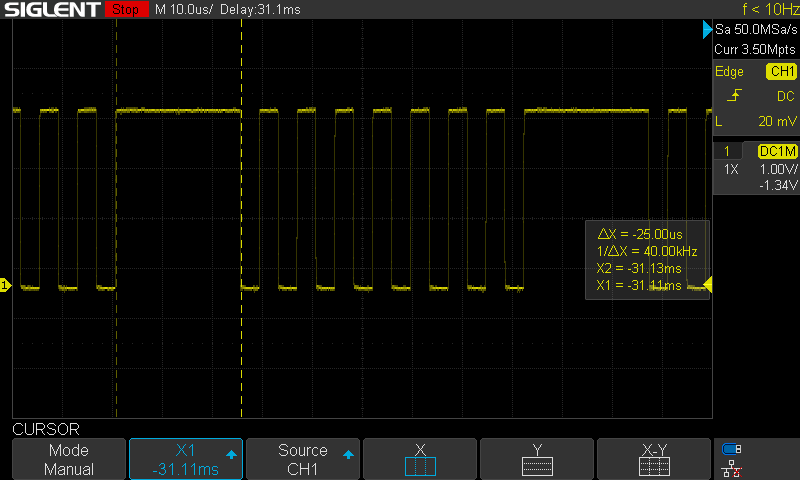 SIGLENT Stop M 10.0us/ Delay:31.1ms f < 10Hz
Sa 50.0MSa/s
Curr 3.50Mpts
Edge CH1
DC
L 20 mV
1 DC1M
1X 1.00V/
-1.34V
1
ΔX = -25.00us
1/ΔX = 40.00kHz
X2 = -31.13ms
X1 = -31.11ms
CURSOR
Mode
Manual
X1
-31.11ms
Source
CH1
X
Y
X-Y